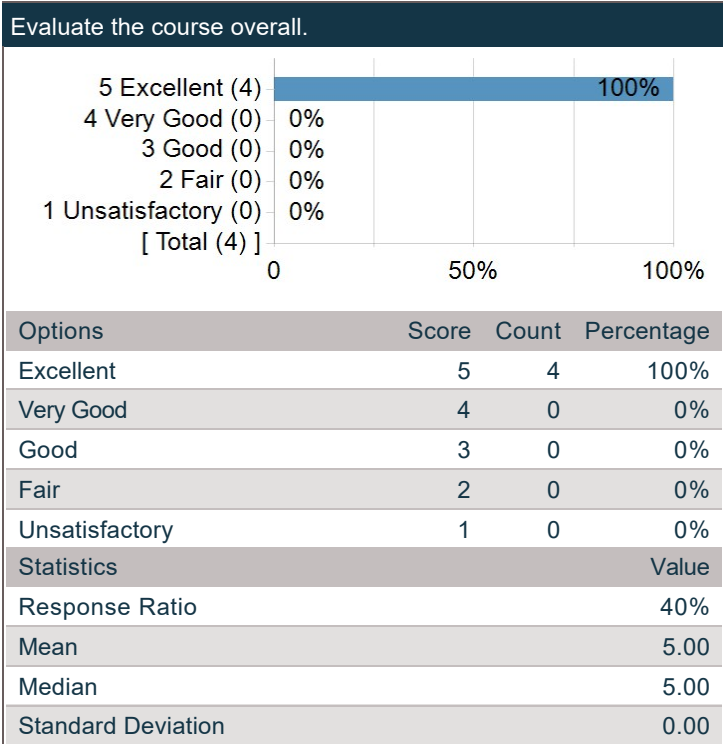 Evaluate the course overall.
5 Excellent (4) 100%
4 Very Good (0) 0%
3 Good (0) 0%
2 Fair (0) 0%
1 Unsatisfactory (0) 0%
[ Total (4) ]
0 50% 100%
Options Score Count Percentage
Excellent 5 4 100%
Very Good 4 0 0%
Good 3 0 0%
Fair 2 0 0%
Unsatisfactory 1 0 0%
Statistics Value
Response Ratio 40%
Mean 5.00
Median 5.00
Standard Deviation 0.00